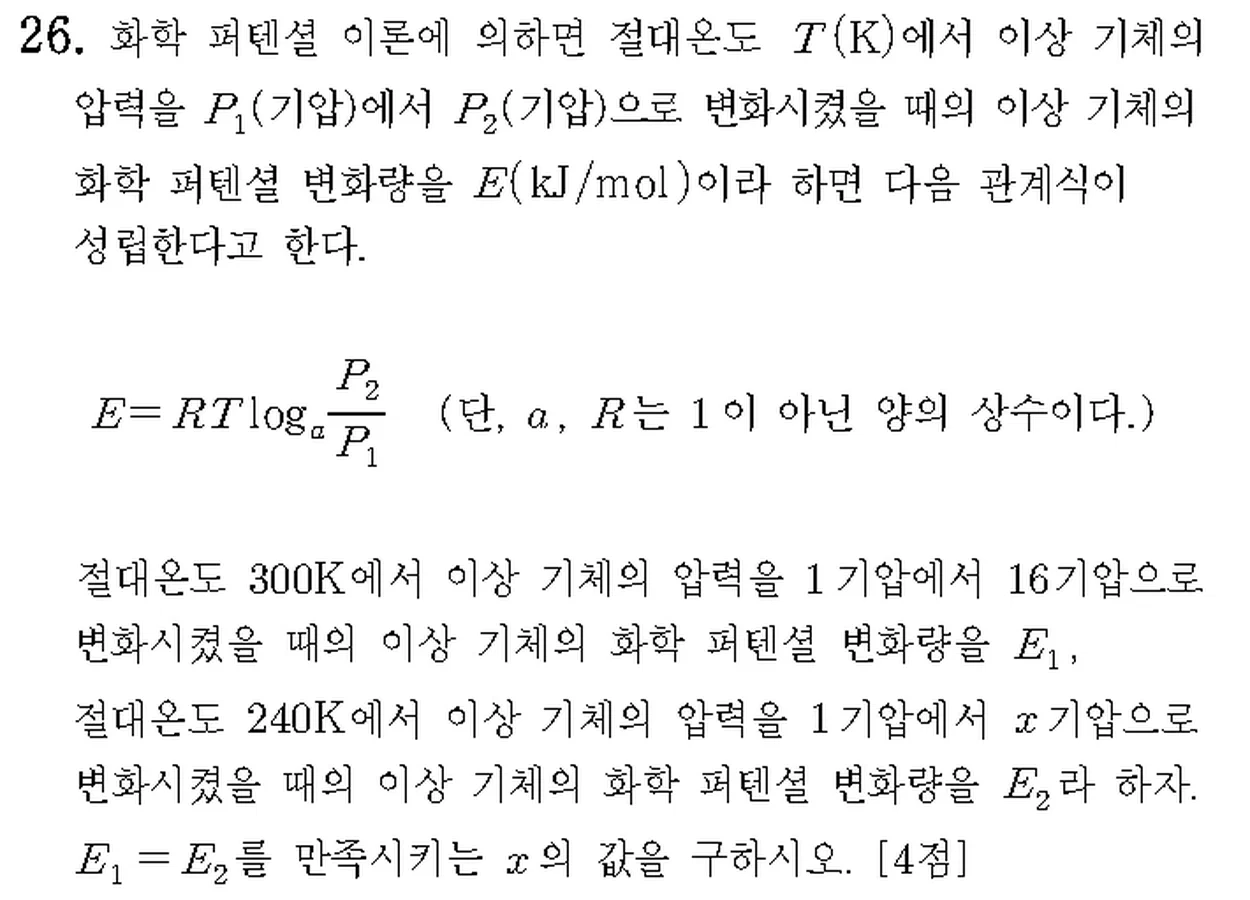 26. 화학 퍼텐셜 이론에 의하면 절대온도 T(K)에서 이상 기체의
압력을 P₁(기압)에서 P₂(기압)으로 변화시켰을 때의 이상 기체의
화학 퍼텐셜 변화량을 E(kJ/mol)이라 하면 다음 관계식이
성립한다고 한다.
E=RTlogₐ P₂/P₁ (단, a, R는 1이 아닌 양의 상수이다.)
절대온도 300K에서 이상 기체의 압력을 1기압에서 16기압으로
변화시켰을 때의 이상 기체의 화학 퍼텐셜 변화량을 E₁,
절대온도 240K에서 이상 기체의 압력을 1기압에서 x기압으로
변화시켰을 때의 이상 기체의 화학 퍼텐셜 변화량을 E₂라 하자.
E₁=E₂를 만족시키는 x의 값을 구하시오. [4점]